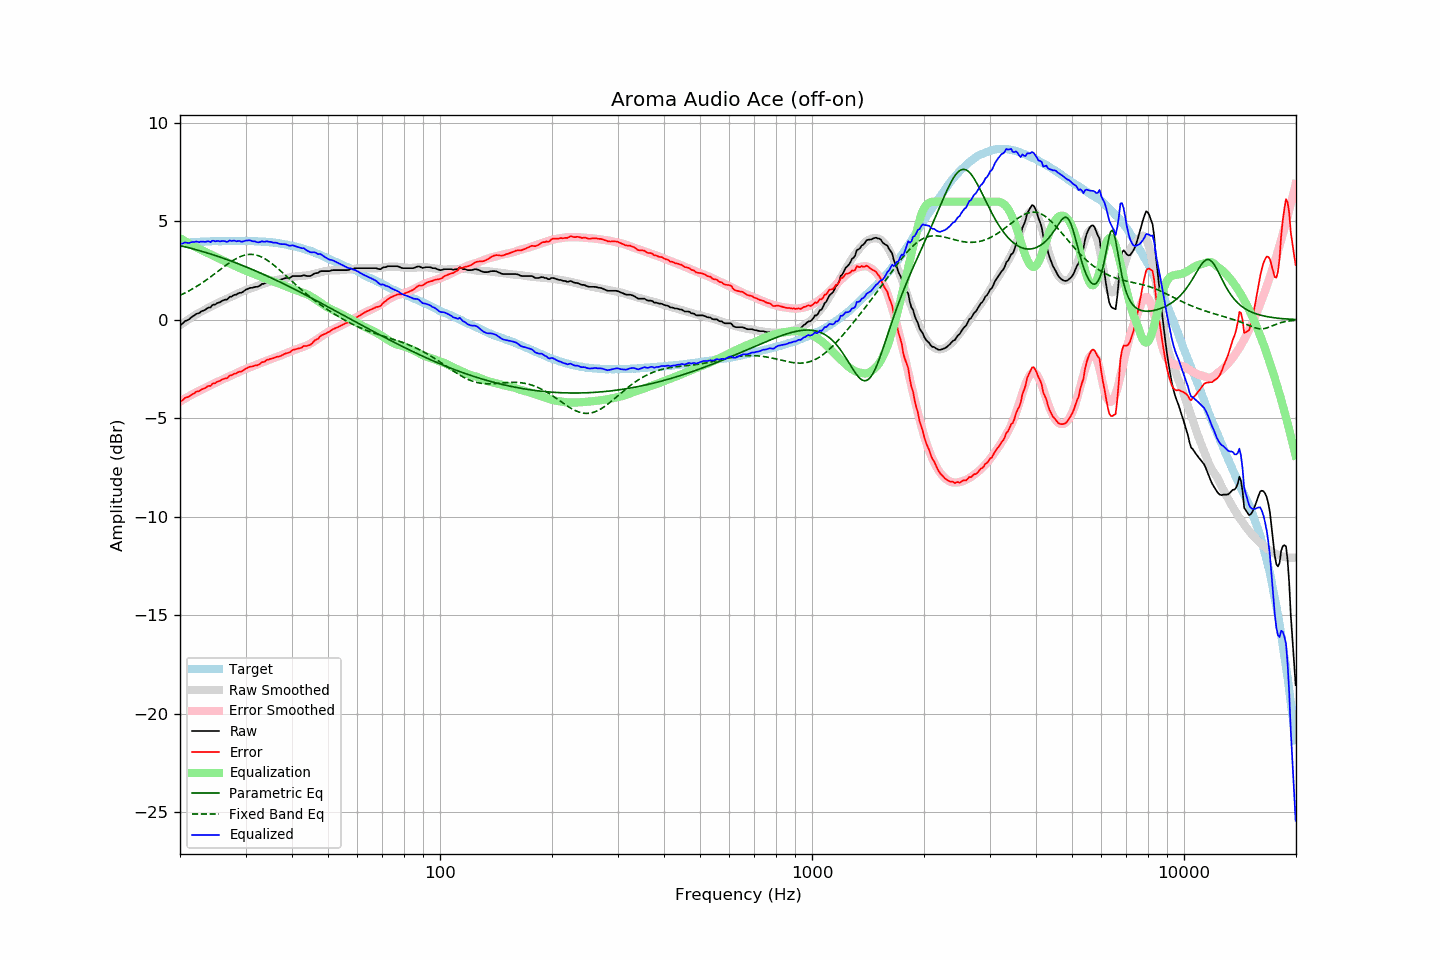 Aroma Audio Ace (off-on)
10
5
0
−5
−10
−15
−20
−25
Amplitude (dBr)
Target
Raw Smoothed
Error Smoothed
Raw
Error
Equalization
Parametric Eq
Fixed Band Eq
Equalized
100
1000
10000
Frequency (Hz)